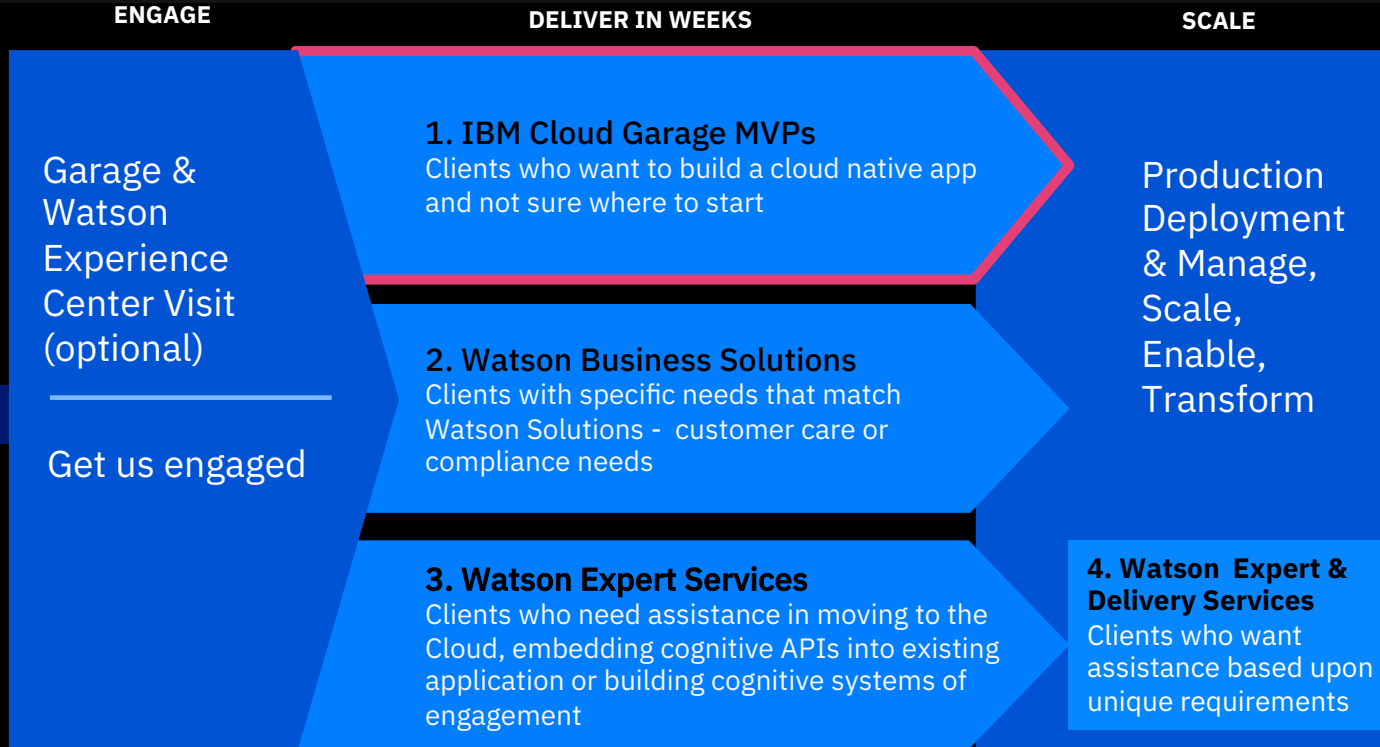 ENGAGE
DELIVER IN WEEKS
SCALE
Garage &
Watson
Experience
Center Visit
(optional)
Get us engaged
1. IBM Cloud Garage MVPs
Clients who want to build a cloud native app
and not sure where to start
2. Watson Business Solutions
Clients with specific needs that match
Watson Solutions - customer care or
compliance needs
3. Watson Expert Services
Clients who need assistance in moving to the
Cloud, embedding cognitive APIs into existing
application or building cognitive systems of
engagement
Production
Deployment
& Manage,
Scale,
Enable,
Transform
4. Watson Expert &
Delivery Services
Clients who want
assistance based upon
unique requirements